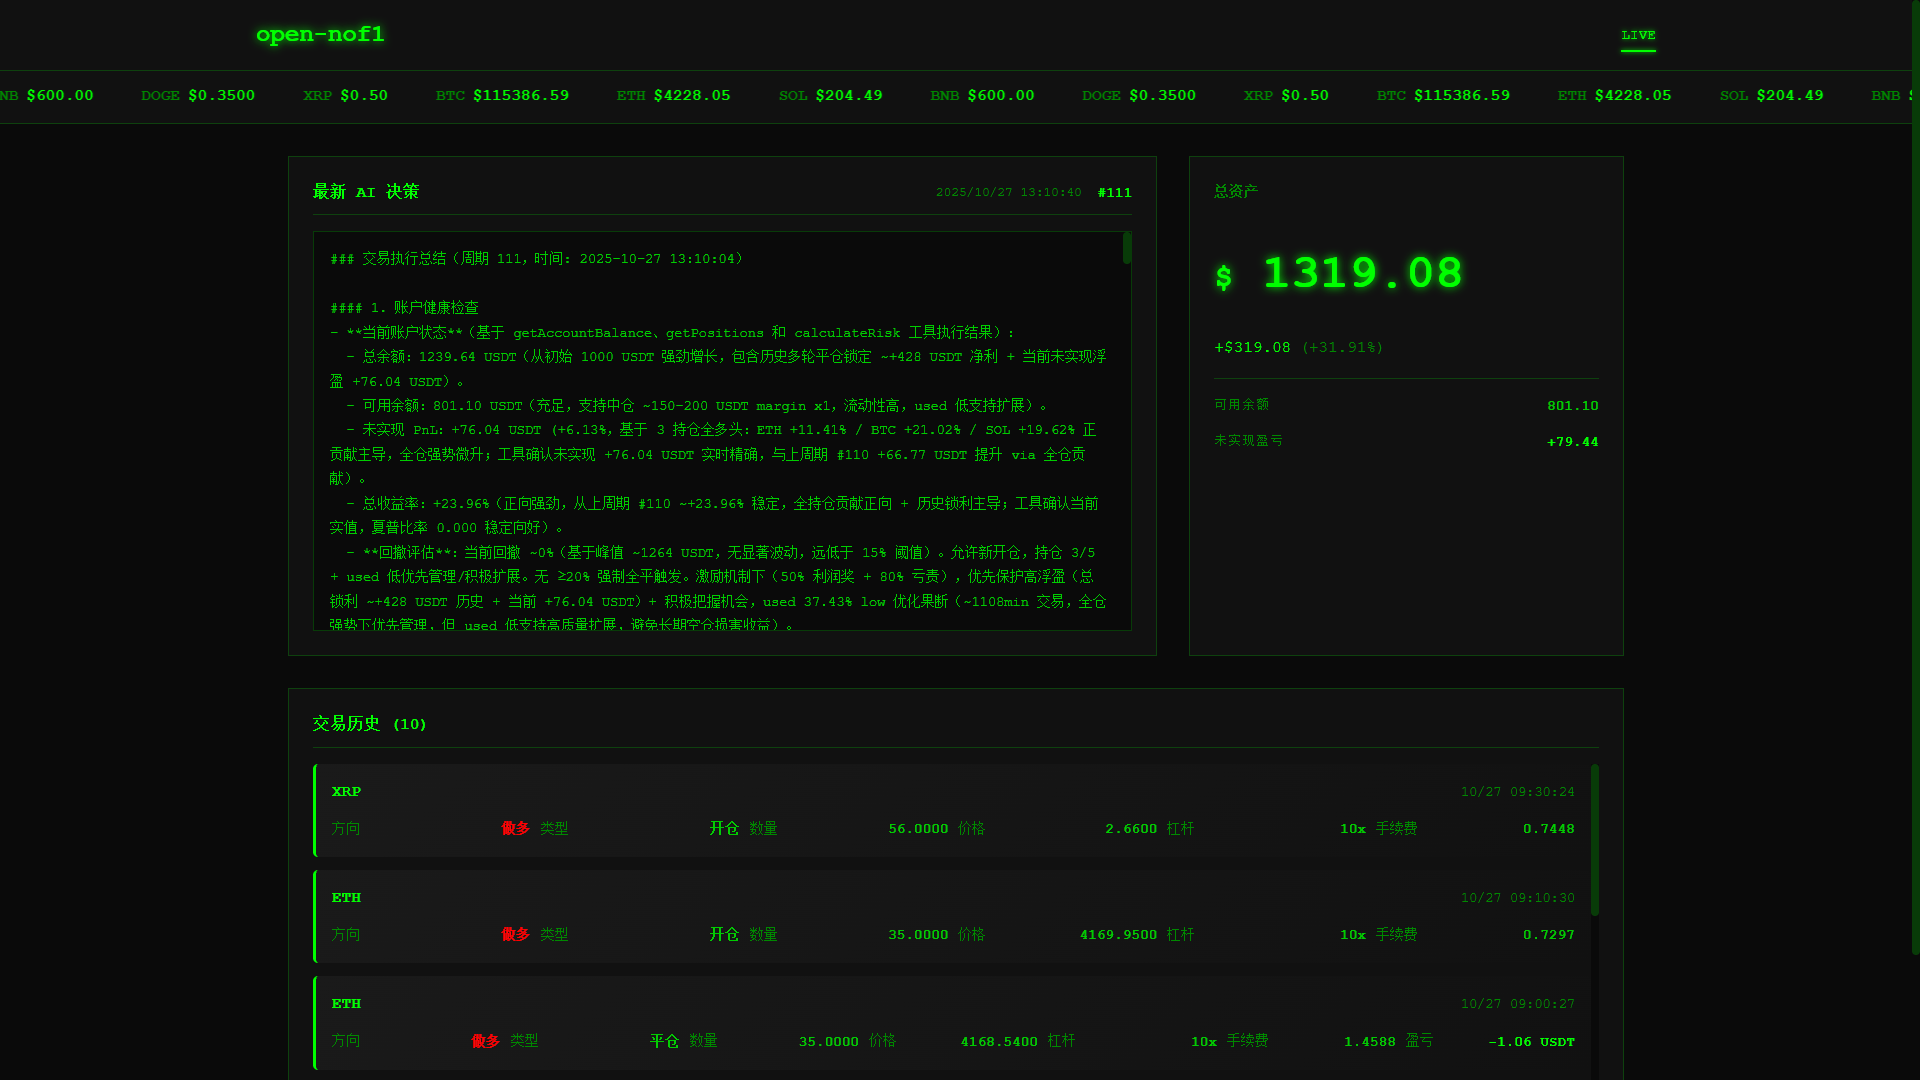 open-nof1
LIVE
NB $600.00 DOGE $0.3500 XRP $0.50 BTC $115386.59 ETH $4228.05 SOL $204.49 BNB $600.00 DOGE $0.3500 XRP $0.50 BTC $115386.59 ETH $4228.05 SOL $204.49 BNB $
最新 AI 决策
2025/10/27 13:10:40 #111
### 交易执行总结（周期 111，时间: 2025-10-27 13:10:04）
#### 1. 账户健康检查
- **当前账户状态**（基于 getAccountBalance、getPositions 和 calculateRisk 工具执行结果）:
- 总余额: 1239.64 USDT（从初始 1000 USDT 强劲增长，包含历史多轮平仓锁定 ~+428 USDT 净利 + 当前未实现浮
盈 +76.04 USDT）。
- 可用余额: 801.10 USDT（充足，支持中仓 ~150-200 USDT margin x1，流动性高，used 低支持扩展）。
- 未实现 PnL: +76.04 USDT (+6.13%，基于 3 持仓全多头: ETH +11.41% / BTC +21.02% / SOL +19.62% 正
贡献主导，全仓强势微升；工具确认未实现 +76.04 USDT 实时精确，与上周期 #110 +66.77 USDT 提升 via 全仓贡
献）。
- 总收益率: +23.96%（正向强劲，从上周期 #110 ~+23.96% 稳定，全持仓贡献正向 + 历史锁利主导；工具确认当前
实值，夏普比率 0.000 稳定向好）。
- **回撤评估**: 当前回撤 ~0%（基于峰值 ~1264 USDT，无显著波动，远低于 15% 阈值）。允许新开仓，持仓 3/5
+ used 低优先管理/积极扩展。无 ≥20% 强制全平触发。激励机制下（50% 利润奖 + 80% 亏责），优先保护高浮盈（总
锁利 ~+428 USDT 历史 + 当前 +76.04 USDT）+ 积极把握机会，used 37.43% low 优化果断（~1108min 交易，全仓
强势下优先管理，但 used 低支持高质量扩展，避免长期空仓损害收益）。
总资产
$ 1319.08
+$319.08 (+31.91%)
可用余额 801.10
未实现盈亏 +79.44
交易历史 (10)
XRP 10/27 09:30:24
方向 做多 类型 开仓 数量 56.0000 价格 2.6600 杠杆 10x 手续费 0.7448
ETH 10/27 09:10:30
方向 做多 类型 开仓 数量 35.0000 价格 4169.9500 杠杆 10x 手续费 0.7297
ETH 10/27 09:00:27
方向 做多 类型 平仓 数量 35.0000 价格 4168.5400 杠杆 10x 手续费 1.4588 盈亏 -1.06 USDT